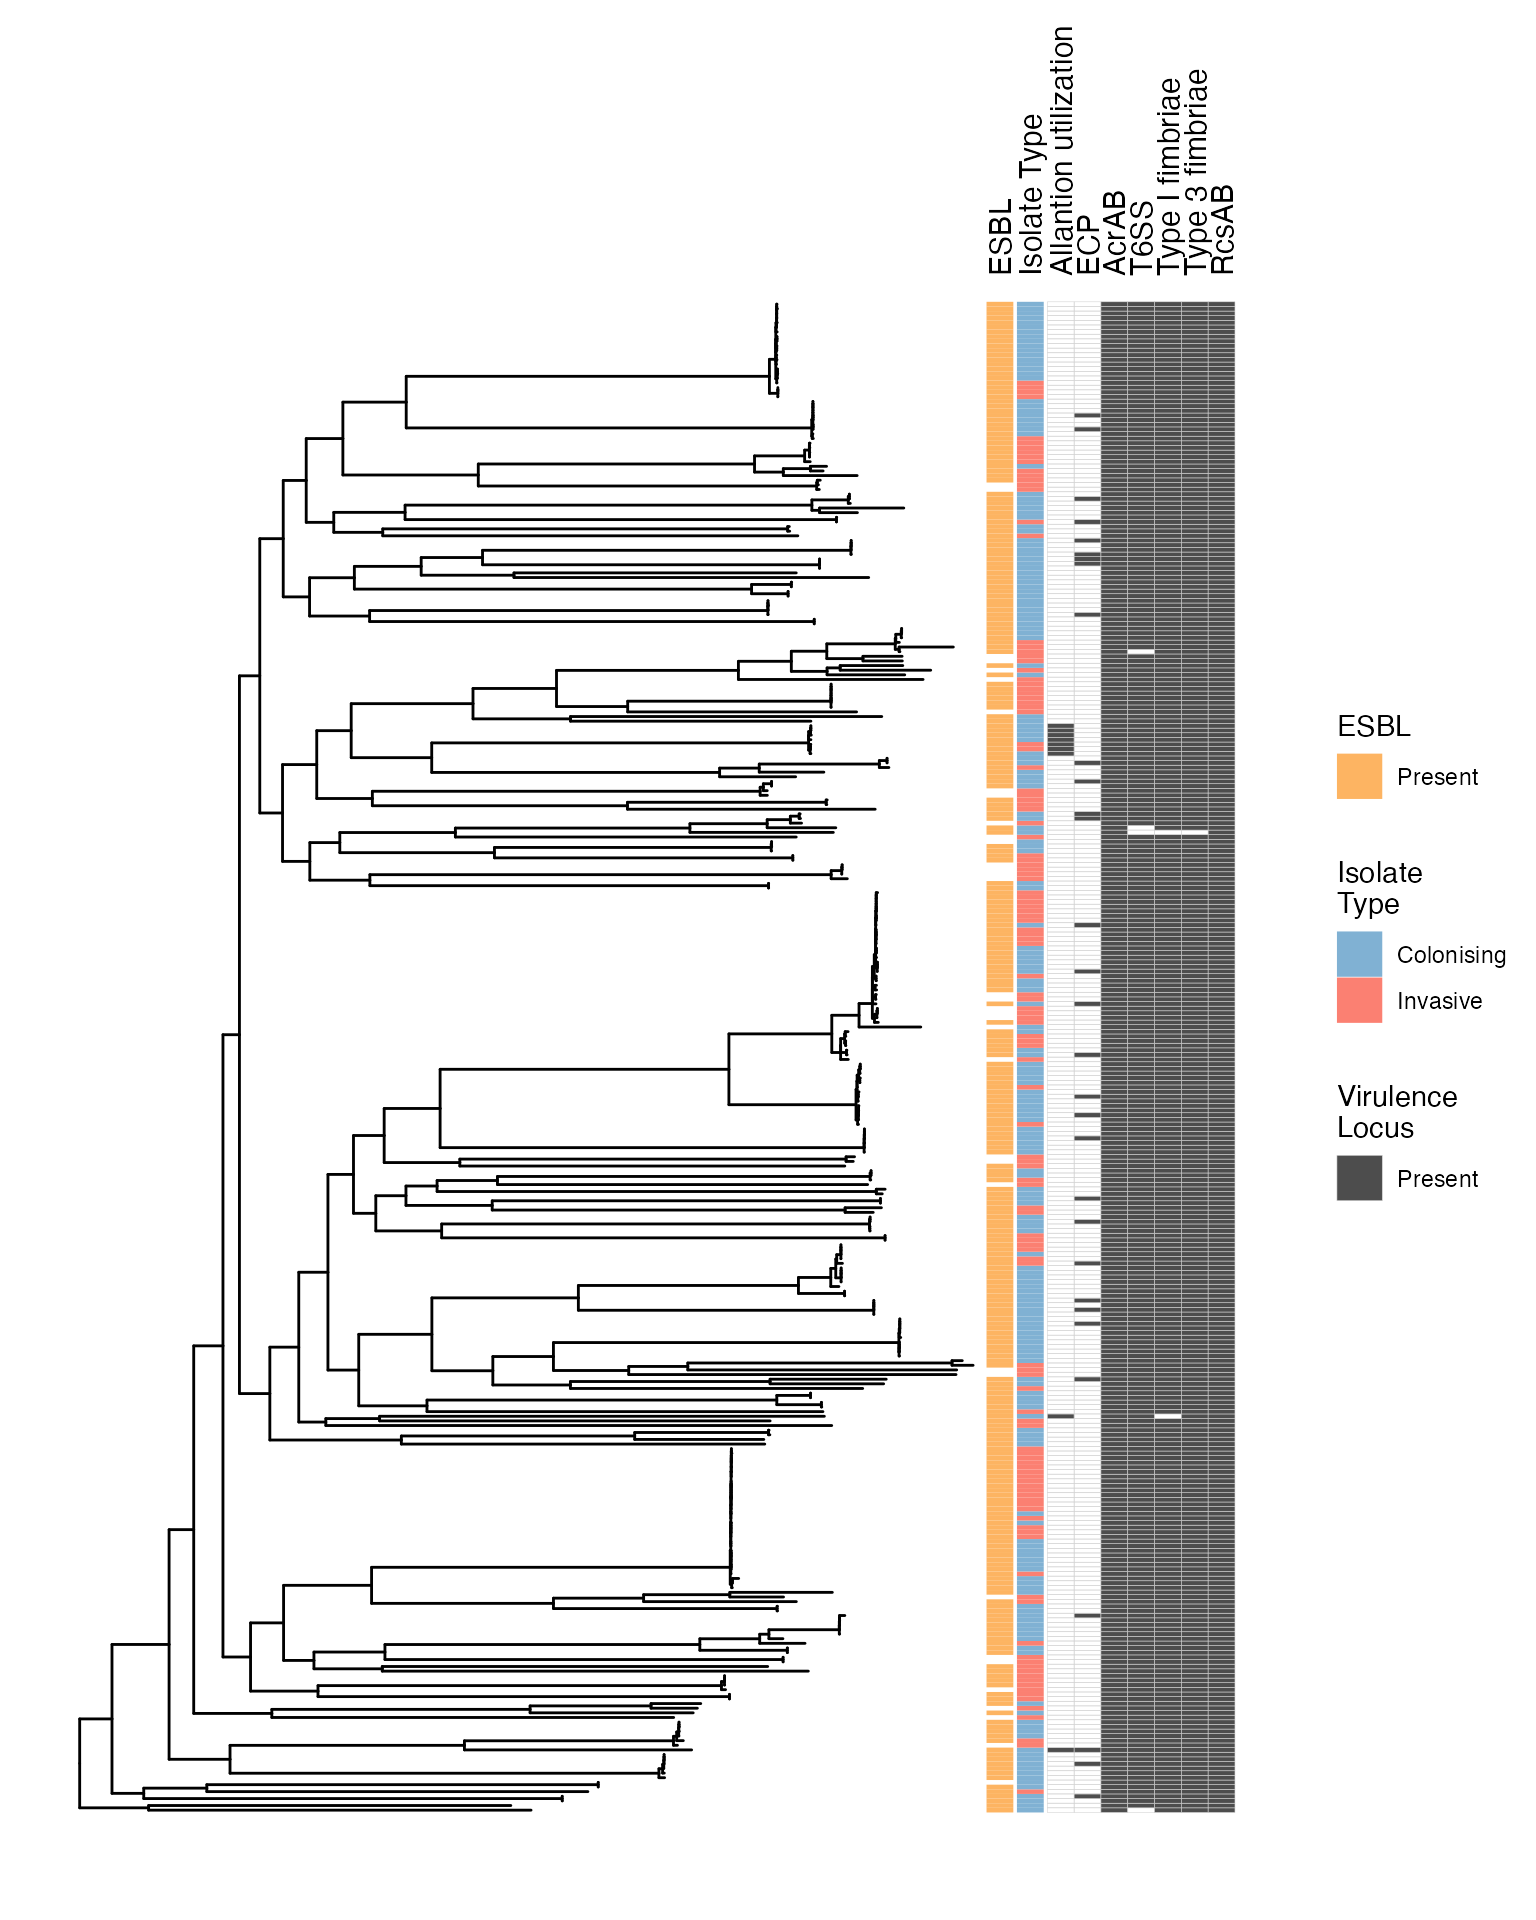 ESBL
Isolate Type
Allantion utilization
ECP
AcrAB
T6SS
Type I fimbriae
Type 3 fimbriae
RcsAB
ESBL
Present
Isolate
Type
Colonising
Invasive
Virulence
Locus
Present